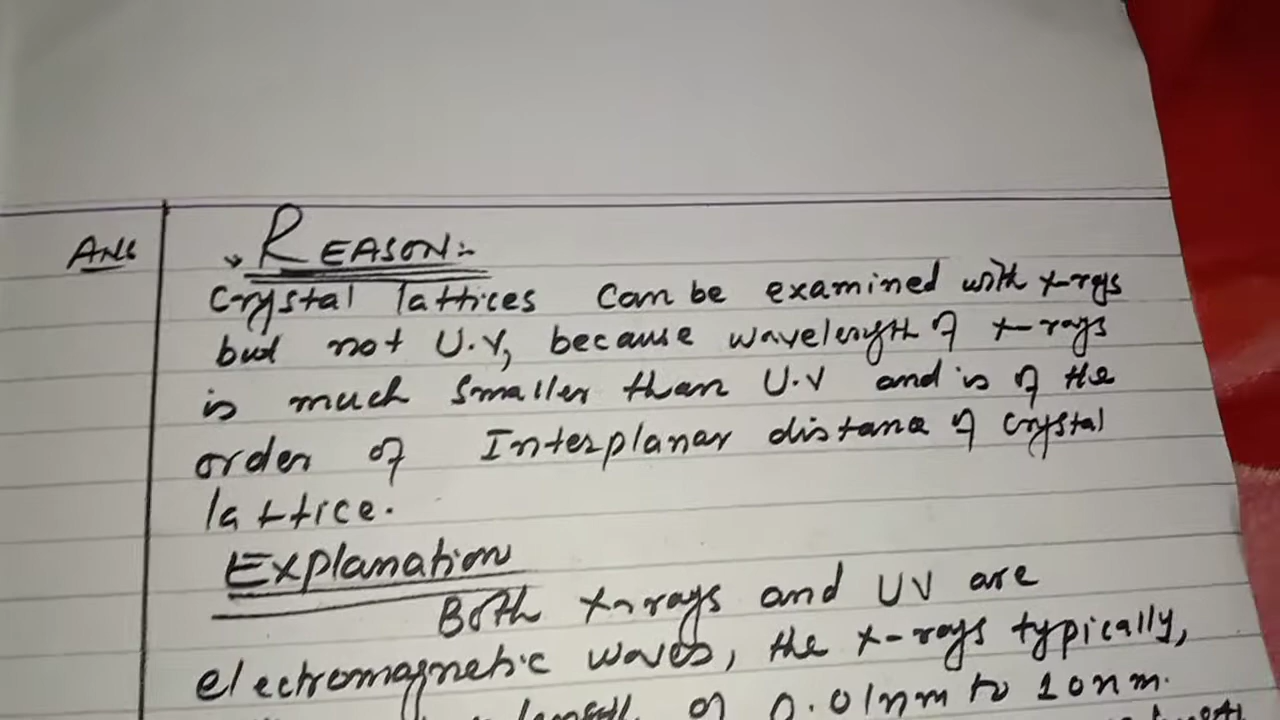 Ans
REASON:-
Crystal lattices can be examined with x-rays
but not U.V, because wavelength of x-rays
is much smaller than U.V and is of the
order of Interplanar distance of crystal
lattice.
Explanation
Both x-rays and UV are
electromagnetic waves, the x-rays typically,
length of 0.01nm to 10nm.